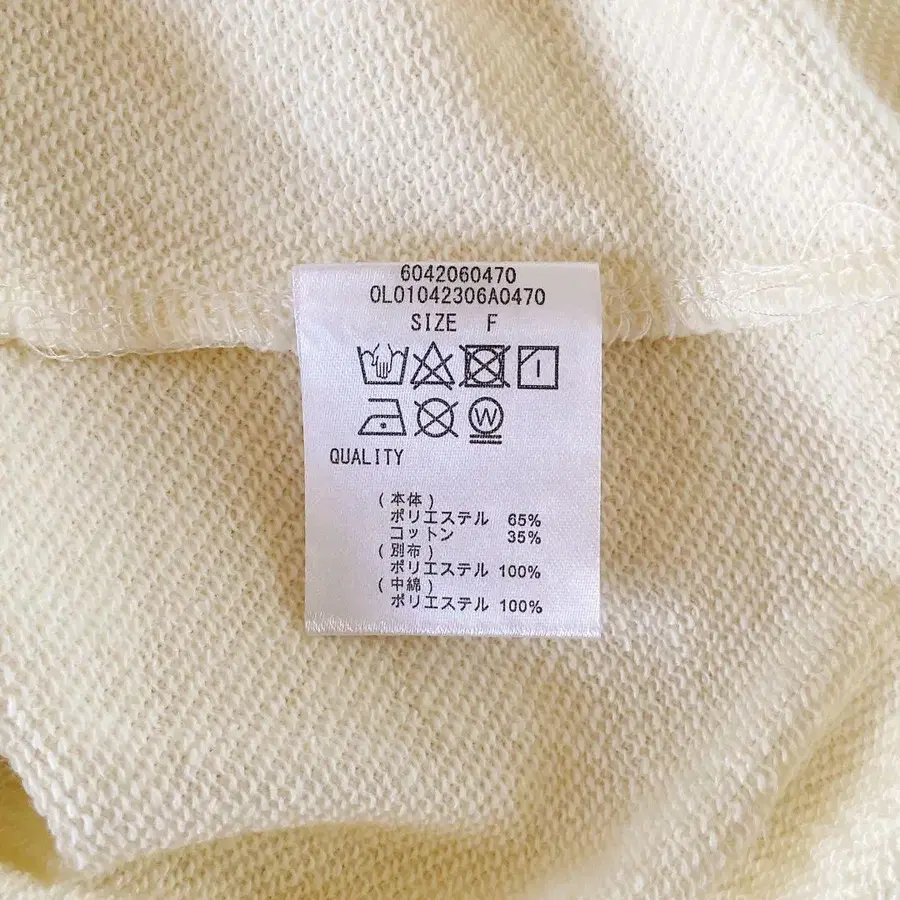 6042060470
0L01042306A0470
SIZE F
W
QUALITY
(本体)
ポリエステル 65%
コットン 35%
(別布)
ポリエステル 100%
(中綿)
ポリエステル 100%